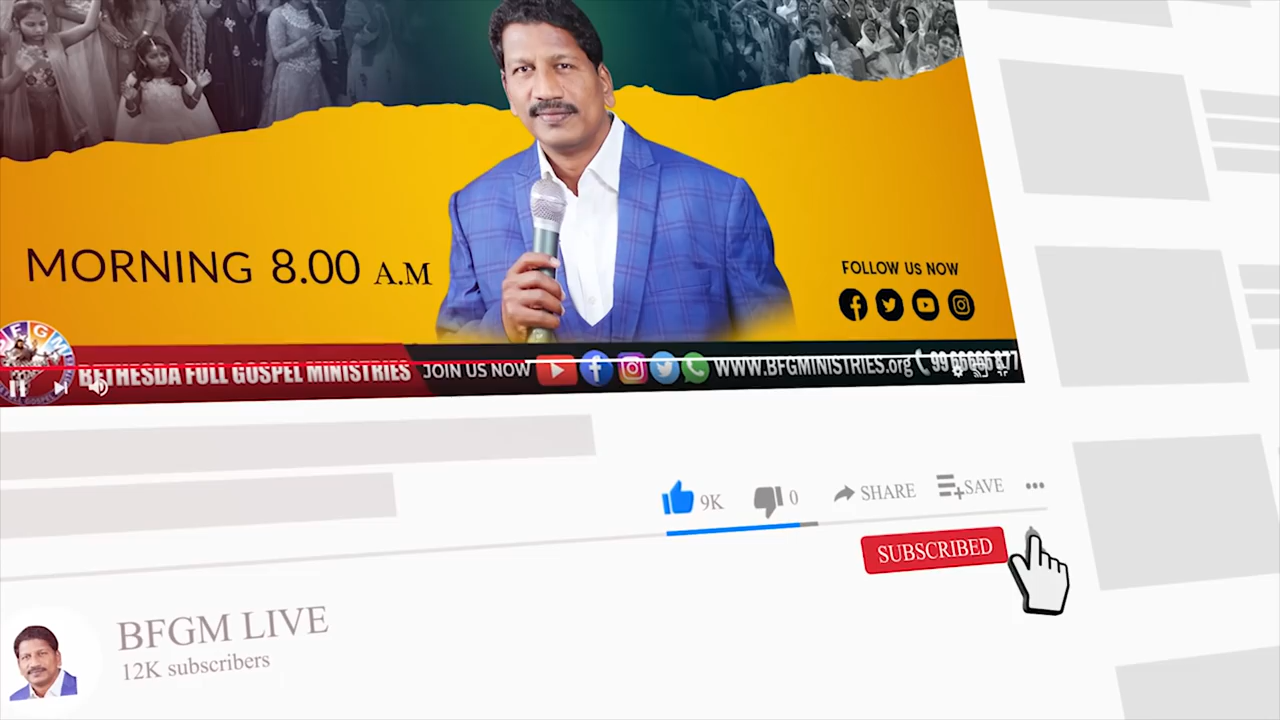 MORNING 8.00 A.M
FOLLOW US NOW
BFGM
BETHESDA FULL GOSPEL MINISTRIES
JOIN US NOW
WWW.BFGMINISTRIES.org
9K
0
SHARE
SAVE
SUBSCRIBED
BFGM LIVE
12K subscribers